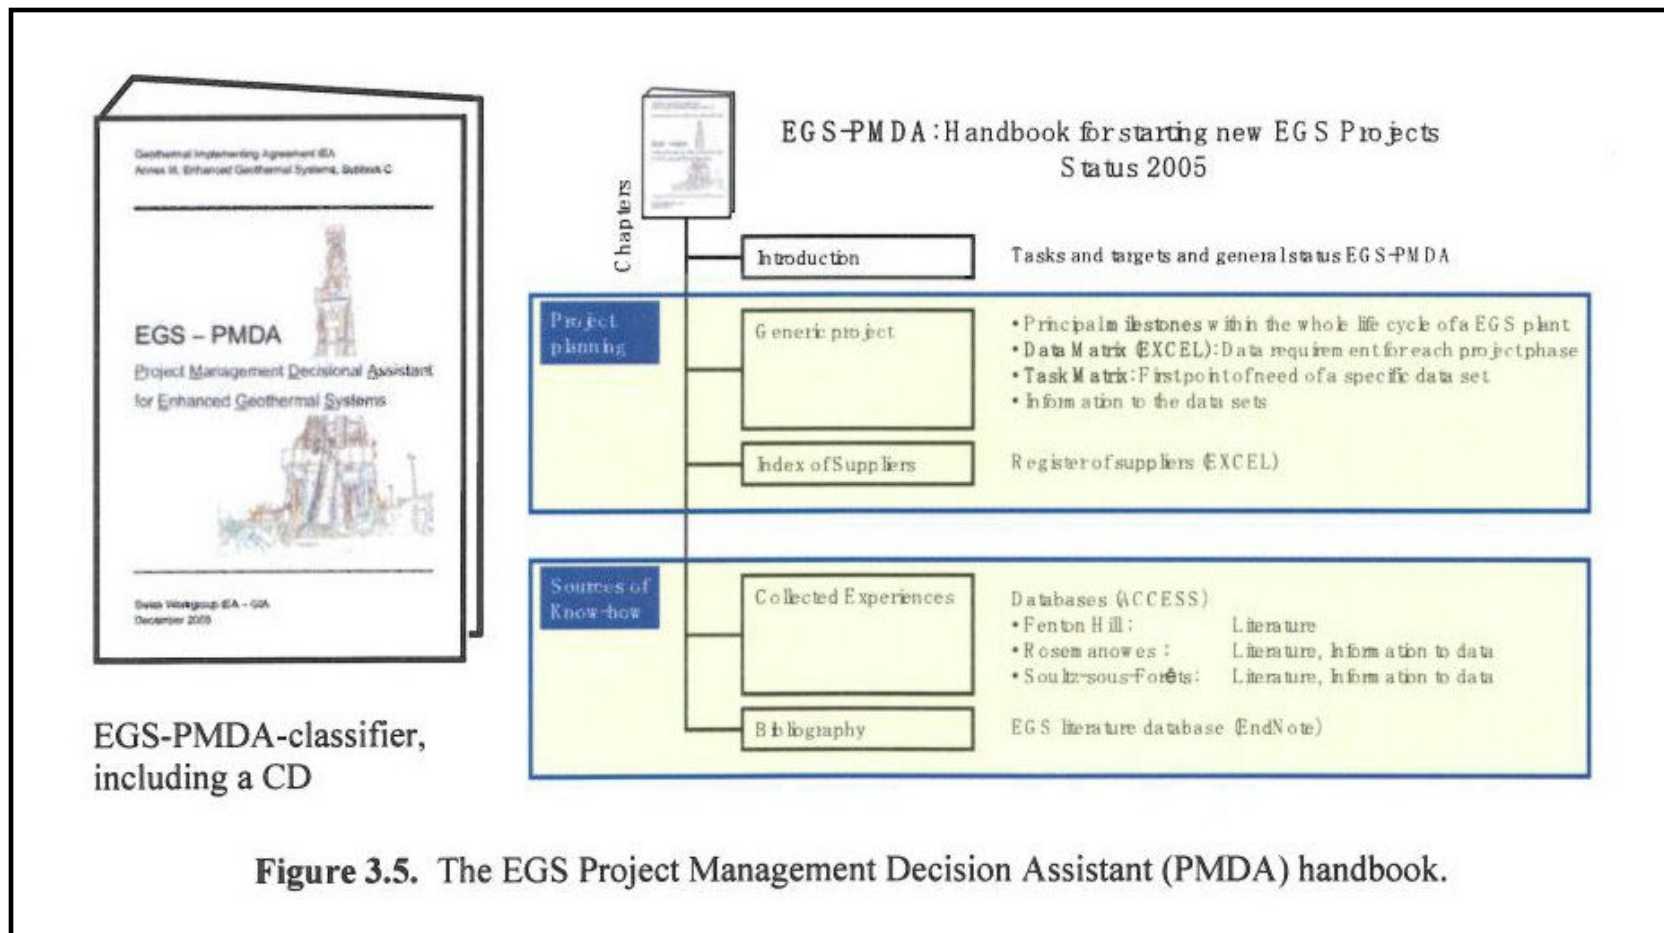 Geothermal Implementing Agreement IEA
Annex III, Enhanced Geothermal Systems, Subtask C
EGS – PMDA
Project Management Decisional Assistant
for Enhanced Geothermal Systems
Swiss Workgroup IEA – GIA
December 2005
EGS-PMDA-classifier,
including a CD
Chapters
EGS-PMDA: Handbook for starting new EGS Projects
Status 2005
Introduction
Tasks and targets and general status EGS-PMDA
Project
planning
Generic project
• Principal milestones within the whole life cycle of a EGS plant
• Data Matrix (EXCEL): Data requirement for each project phase
• Task Matrix: First point of need of a specific data set
• Information to the data sets
Index of Suppliers
Register of suppliers (EXCEL)
Sources of
Know-how
Collected Experiences
Databases (ACCESS)
• Fenton Hill: Literature
• Rosemanowes: Literature, Information to data
• Soultz-sous-Forêts: Literature, Information to data
Bibliography
EGS literature database (EndNote)
Figure 3.5. The EGS Project Management Decision Assistant (PMDA) handbook.